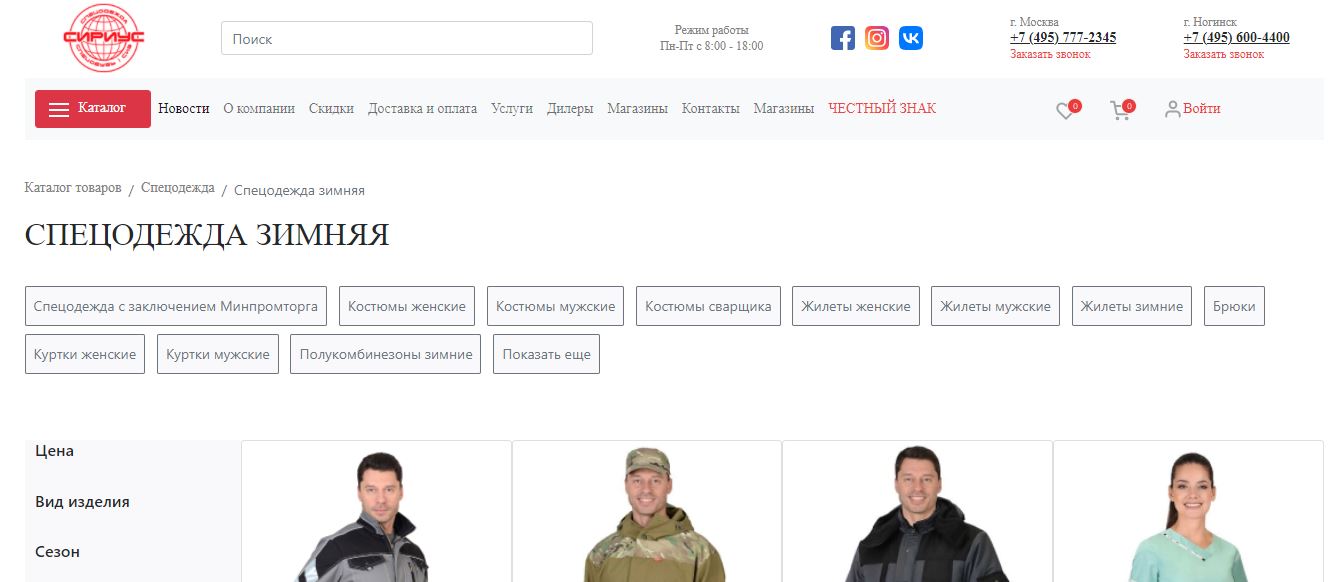 СПЕЦОДЕЖДА
СИРИУС
Поиск
Режим работы
Пн-Пт с 8:00 - 18:00
г. Москва
+7 (495) 777-2345
Заказать звонок
г. Ногинск
+7 (495) 600-4400
Заказать звонок
Каталог Новости О компании Скидки Доставка и оплата Услуги Дилеры Магазины Контакты Магазины ЧЕСТНЫЙ ЗНАК 0 0 Войти
Каталог товаров / Спецодежда / Спецодежда зимняя
СПЕЦОДЕЖДА ЗИМНЯЯ
Спецодежда с заключением Минпромторга Костюмы женские Костюмы мужские Костюмы сварщика Жилеты женские Жилеты мужские Жилеты зимние Брюки
Куртки женские Куртки мужские Полукомбинезоны зимние Показать еще
Цена
Вид изделия
Сезон